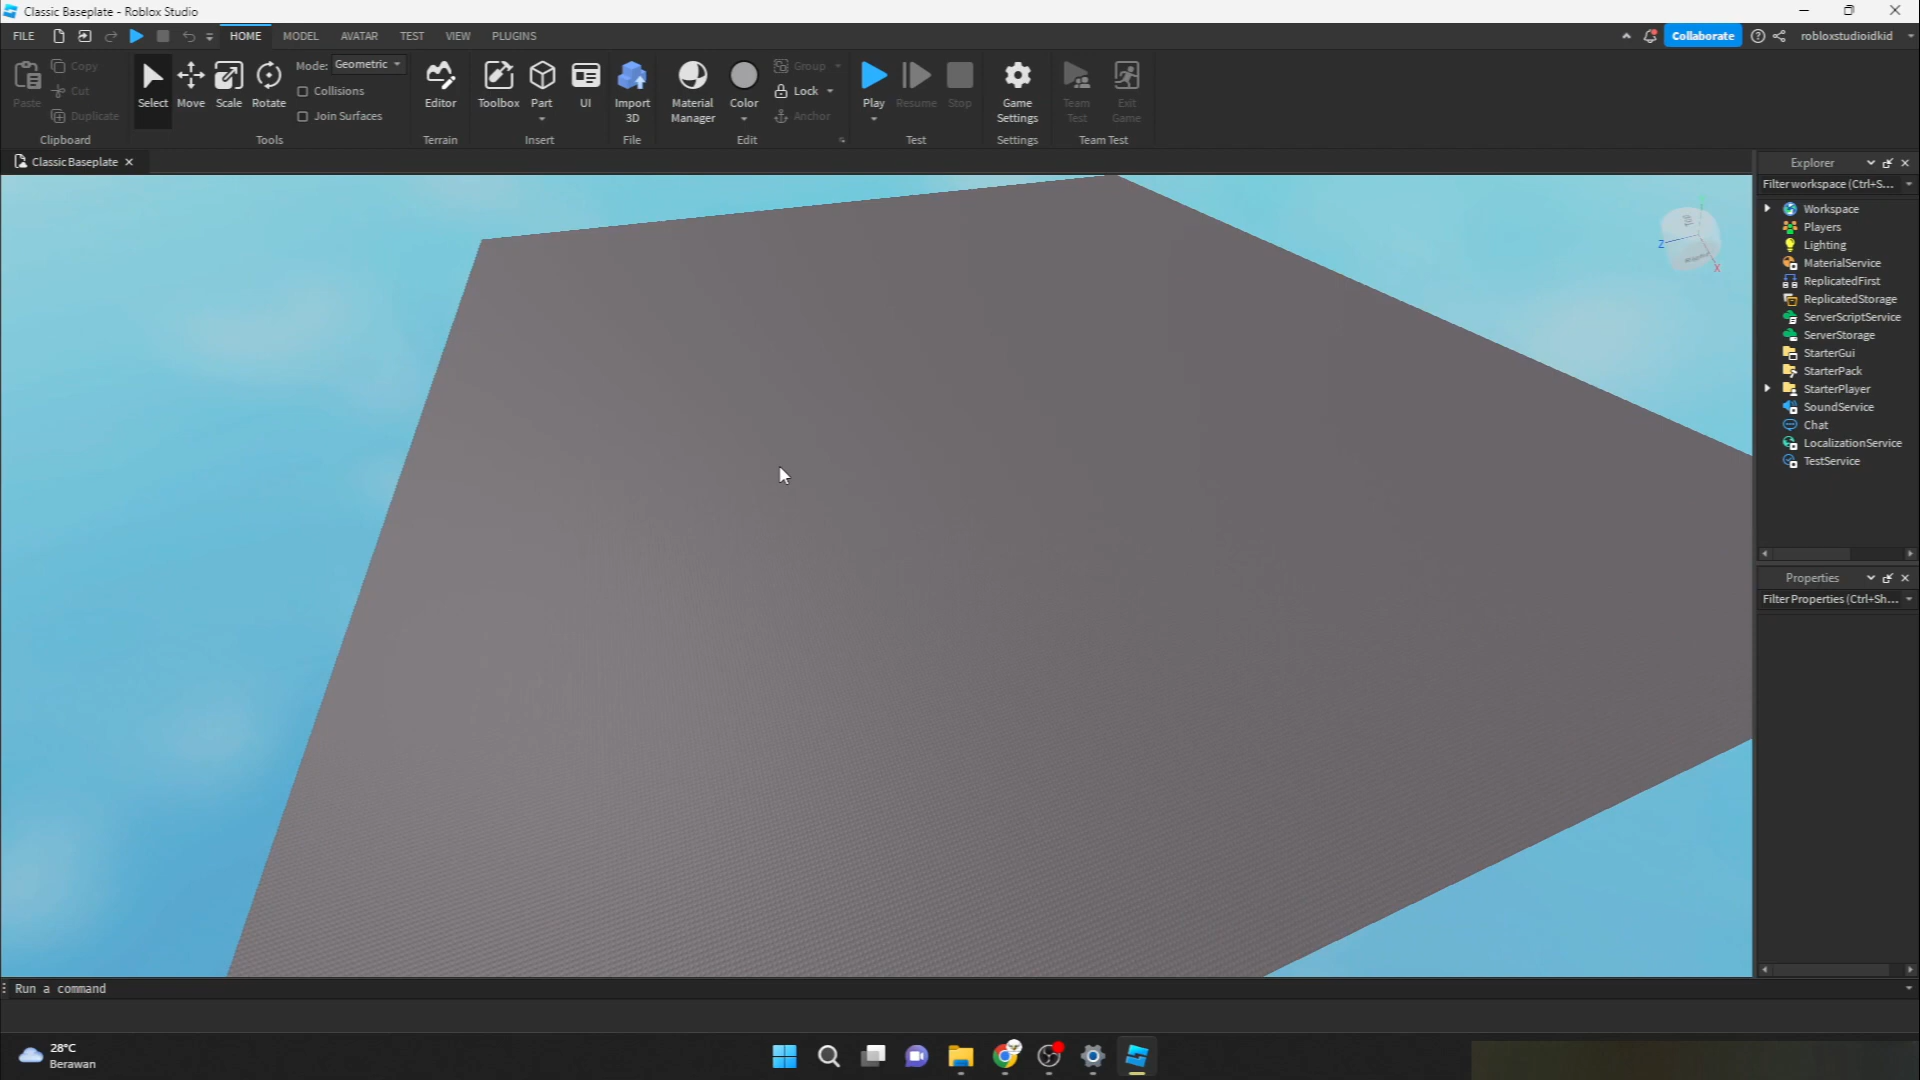 Classic Baseplate - Roblox Studio
FILE
HOME
MODEL
AVATAR
TEST
VIEW
PLUGINS
Collaborate
robloxstudioidkid
Paste
Copy
Cut
Duplicate
Clipboard
Select
Move
Scale
Rotate
Mode: Geometric
Collisions
Join Surfaces
Tools
Editor
Terrain
Toolbox
Part
UI
Insert
Import
3D
File
Material
Manager
Color
Group
Lock
Anchor
Edit
Play
Resume
Stop
Test
Game
Settings
Settings
Team
Test
Exit
Game
Team Test
Classic Baseplate
Explorer
Filter workspace (Ctrl+S...
Workspace
Players
Lighting
MaterialService
ReplicatedFirst
ReplicatedStorage
ServerScriptService
ServerStorage
StarterGui
StarterPack
StarterPlayer
SoundService
Chat
LocalizationService
TestService
Z
X
Properties
Filter Properties (Ctrl+Sh...
Run a command
28°C
Berawan